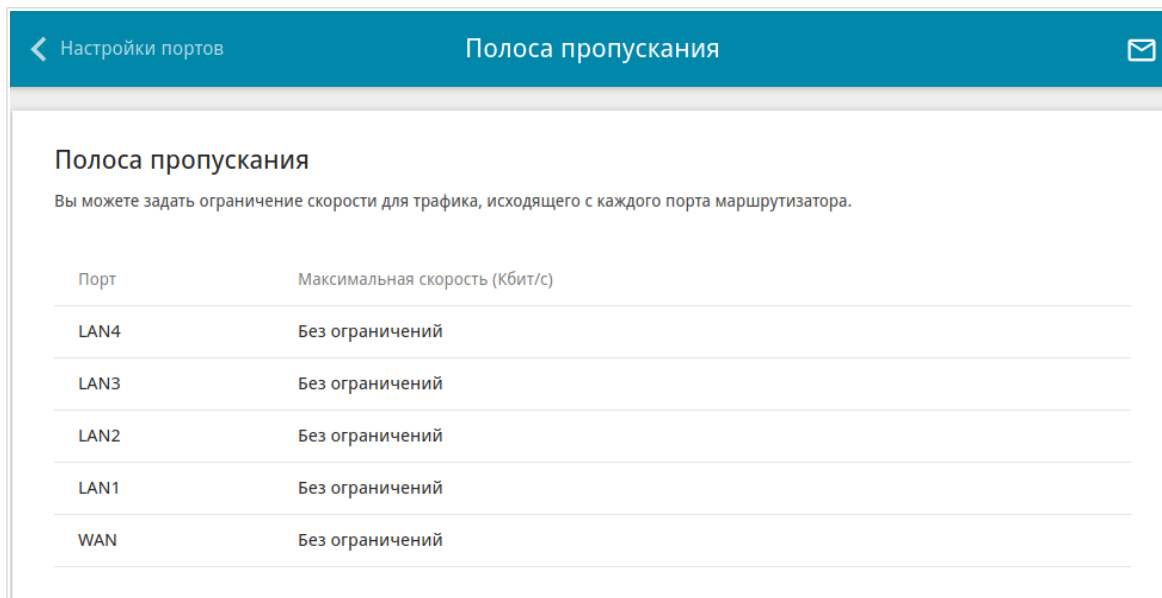 Настройки портов Полоса пропускания
Полоса пропускания
Вы можете задать ограничение скорости для трафика, исходящего с каждого порта маршрутизатора.
Порт Максимальная скорость (Кбит/с)
LAN4 Без ограничений
LAN3 Без ограничений
LAN2 Без ограничений
LAN1 Без ограничений
WAN Без ограничений